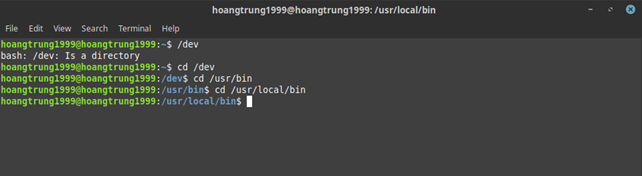 hoangtrung1999@hoangtrung1999: /usr/local/bin
File Edit View Search Terminal Help
hoangtrung1999@hoangtrung1999:~$ /dev
bash: /dev: Is a directory
hoangtrung1999@hoangtrung1999:~$ cd /dev
hoangtrung1999@hoangtrung1999:/dev$ cd /usr/bin
hoangtrung1999@hoangtrung1999:/usr/bin$ cd /usr/local/bin
hoangtrung1999@hoangtrung1999:/usr/local/bin$